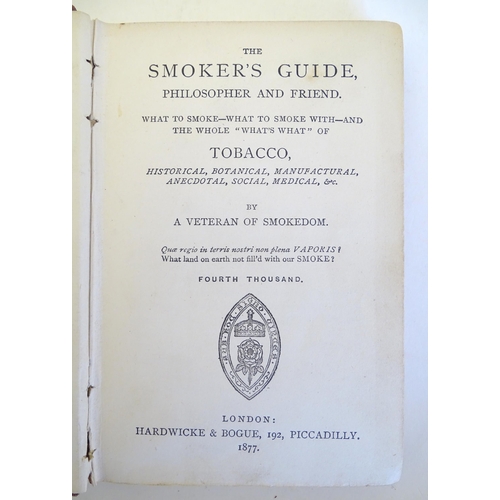 THE
SMOKER'S GUIDE,
PHILOSOPHER AND FRIEND.
WHAT TO SMOKE—WHAT TO SMOKE WITH—AND
THE WHOLE "WHAT'S WHAT" OF
TOBACCO,
HISTORICAL, BOTANICAL, MANUFACTURAL,
ANECDOTAL, SOCIAL, MEDICAL, &c.
BY
A VETERAN OF SMOKEDOM.
Quæ regio in terris nostri non plena VAPORIS?
What land on earth not fill'd with our SMOKE?
FOURTH THOUSAND.
LONDON:
HARDWICKE & BOGUE, 192, PICCADILLY.
1877.